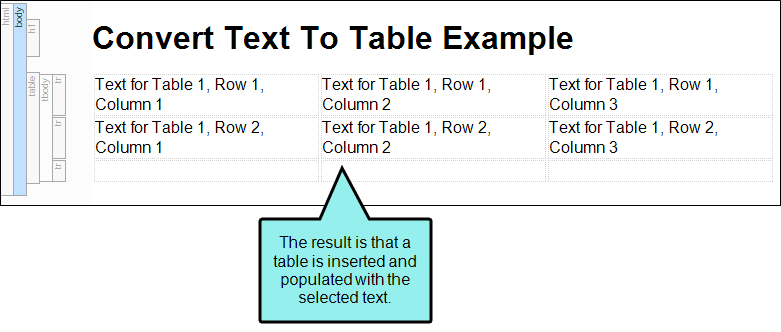 html
body
h1
Convert Text To Table Example
table
tbody
tr
tr
tr
Text for Table 1, Row 1,
Column 1
Text for Table 1, Row 1,
Column 2
Text for Table 1, Row 1,
Column 3
Text for Table 1, Row 2,
Column 1
Text for Table 1, Row 2,
Column 2
Text for Table 1, Row 2,
Column 3
The result is that a
table is inserted and
populated with the
selected text.